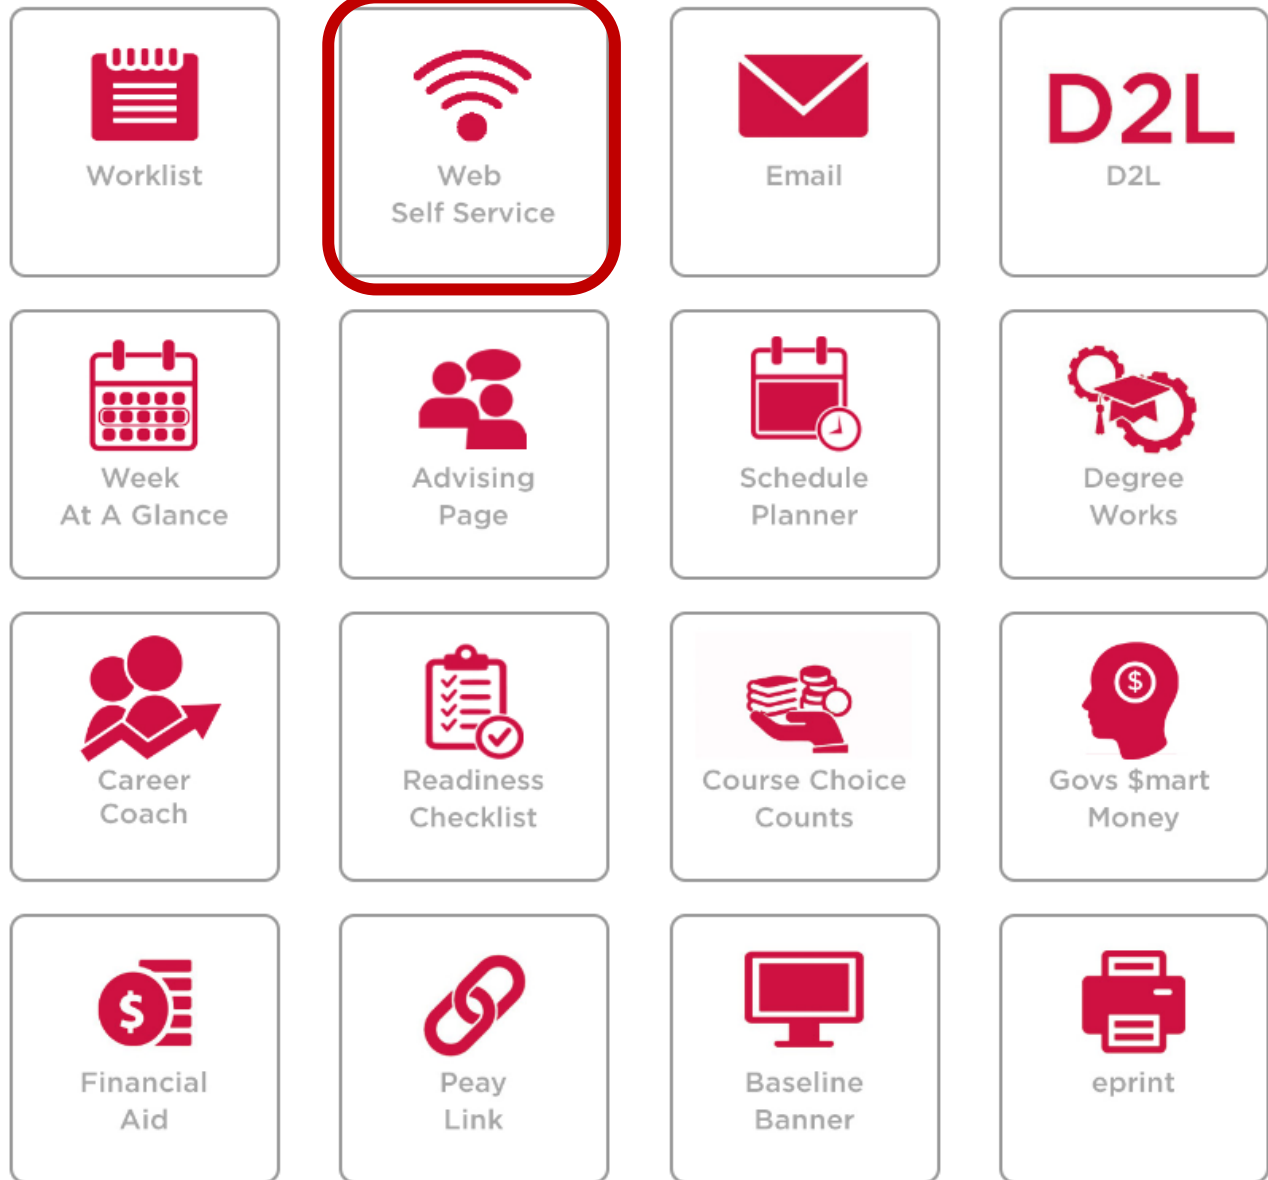 Worklist
Web
Self Service
Email
D2L
D2L
Week
At A Glance
Advising
Page
Schedule
Planner
Degree
Works
Career
Coach
Readiness
Checklist
Course Choice
Counts
$
Govs $mart
Money
$
Financial
Aid
Peay
Link
Baseline
Banner
eprint